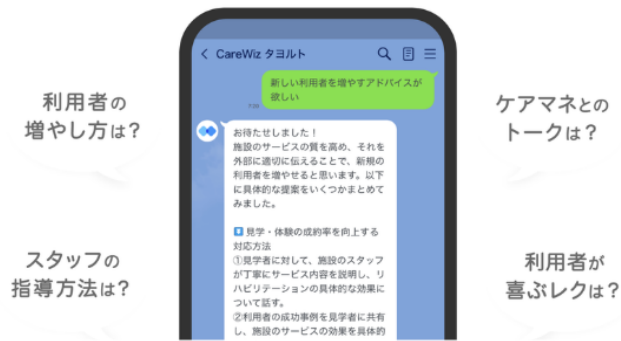 CareWiz タヨルト
新しい利用者を増やすアドバイスが
欲しい
お待たせしました！
施設のサービスの質を高め、それを
外部に適切に伝えることで、新規の
利用者を増やせると思います。以下
に具体的な提案をいくつかまとめて
みました。
見学・体験の成約率を向上する
対応方法
①見学者に対して、施設のスタッフ
が丁寧にサービス内容を説明し、リ
ハビリテーションの具体的な効果に
ついて話す。
②利用者の成功事例を見学者に共有
し、施設のサービスの効果を具体的
利用者の
増やし方は?
スタッフの
指導方法は?
ケアマネとの
トークは?
利用者が
喜ぶレクは?